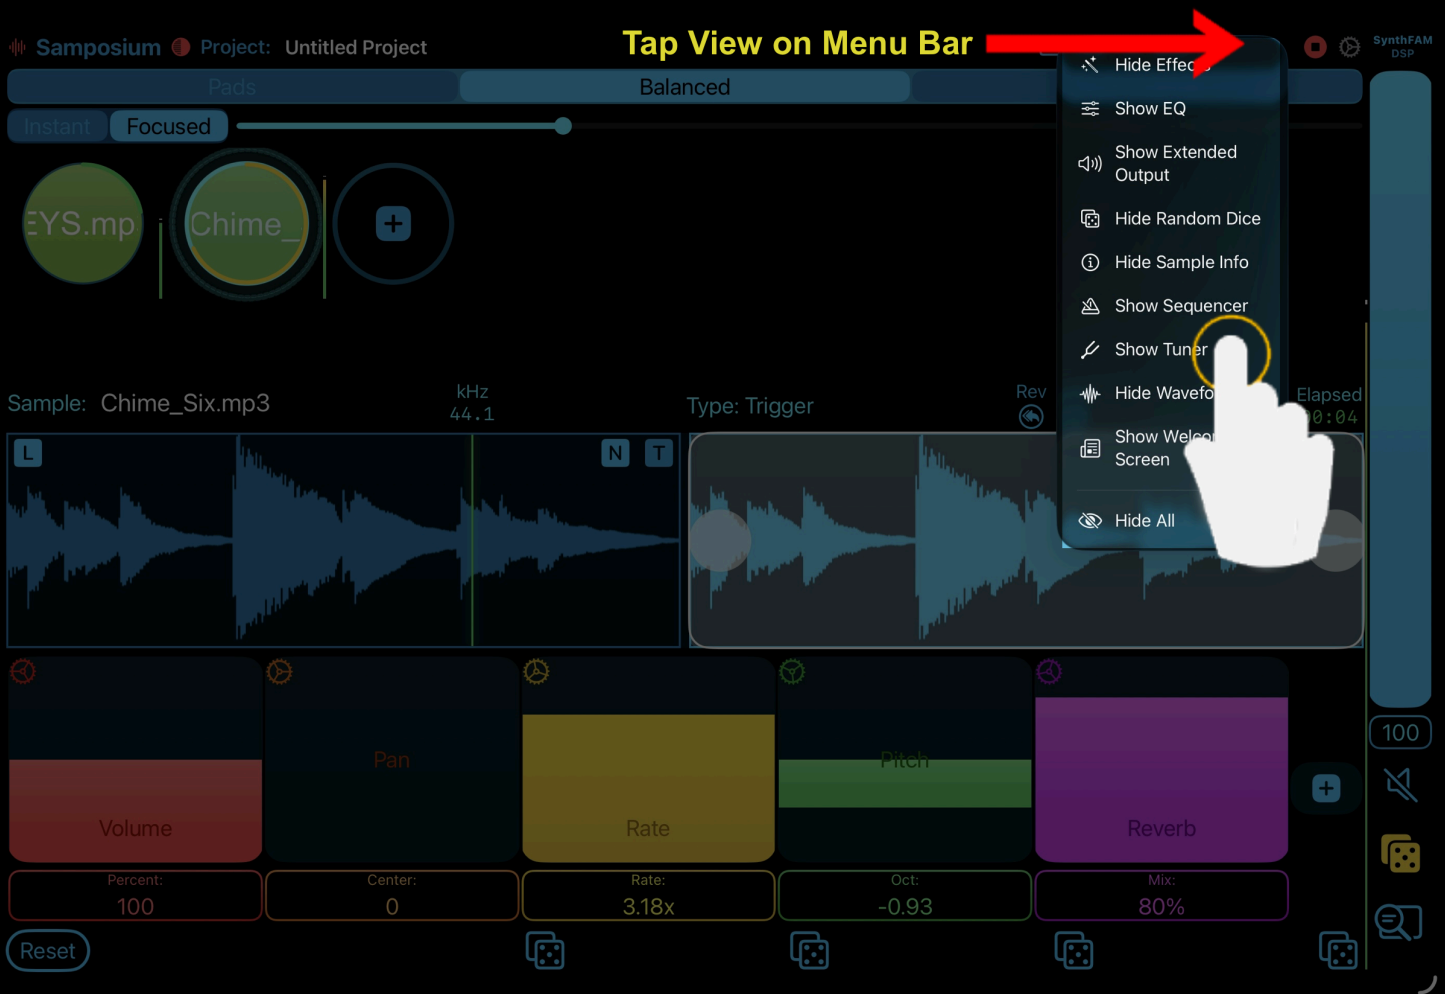 Samposium
Project: Untitled Project
Tap View on Menu Bar
SynthFAM
DSP
Pads
Balanced
Instant
Focused
EYS.mp
Chime_
Hide Effects
Show EQ
Show Extended
Output
Hide Random Dice
Hide Sample Info
Show Sequencer
Show Tuner
Hide Wavefo
Show Welco
Screen
Hide All
Sample: Chime_Six.mp3
kHz
44.1
Type: Trigger
Rev
Elapsed
0:04
L
N
T
Volume
Pan
Rate
Pitch
Reverb
100
Percent:
100
Center:
0
Rate:
3.18x
Oct:
-0.93
Mix:
80%
Reset